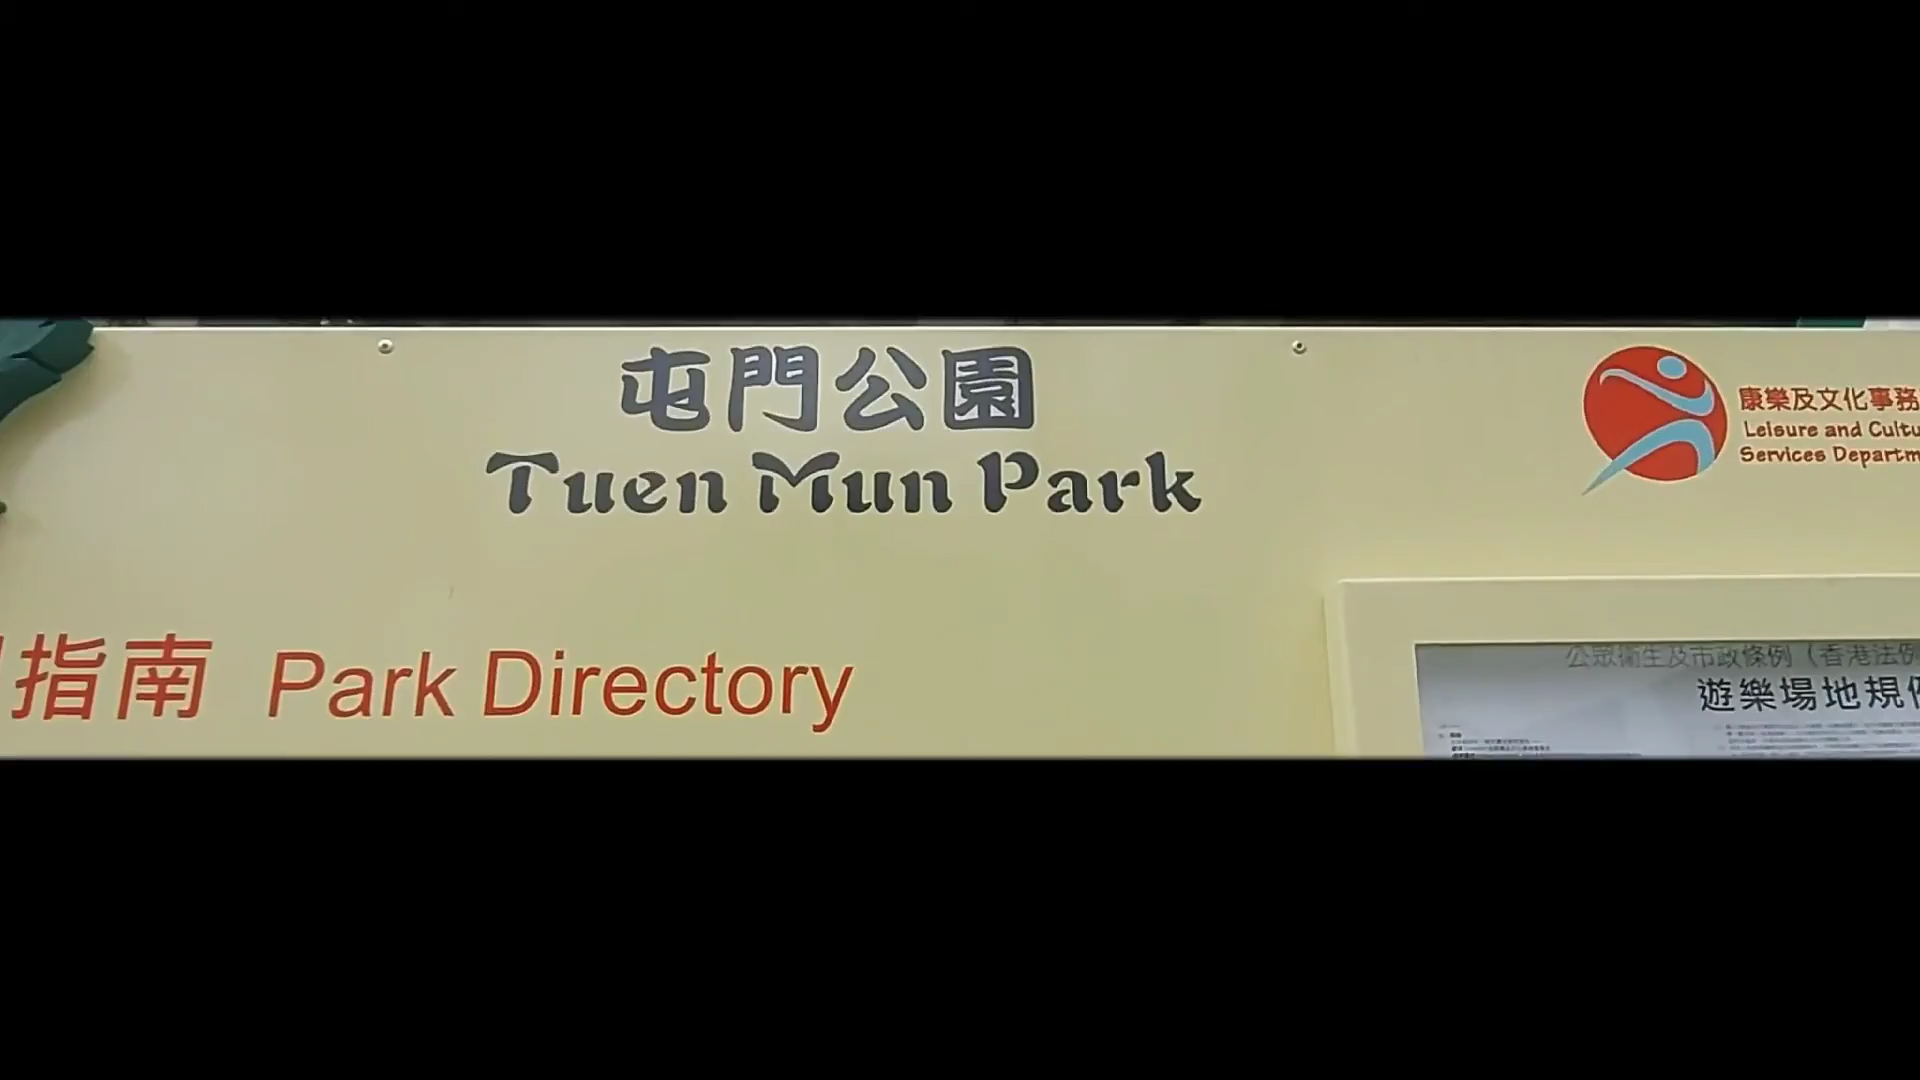 屯門公園
Tuen Mun Park
康樂及文化事務
Leisure and Cultu
Services Departm
指南 Park Directory
公眾衞生及市政條例（香港法例
遊樂場地規例